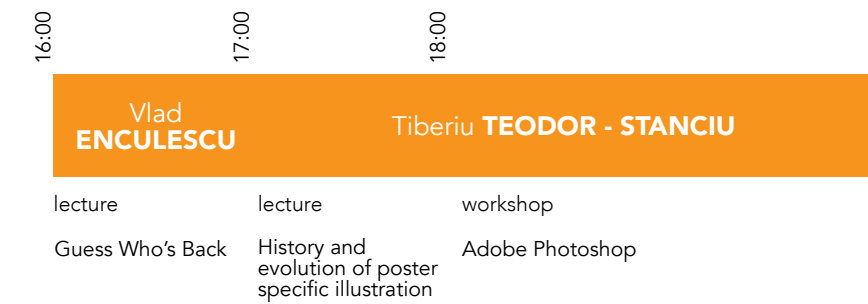 16:00
17:00
18:00
Vlad
ENCULESCU
Tiberiu TEODOR - STANCIU
lecture
Guess Who's Back
lecture
History and
evolution of poster
specific illustration
workshop
Adobe Photoshop